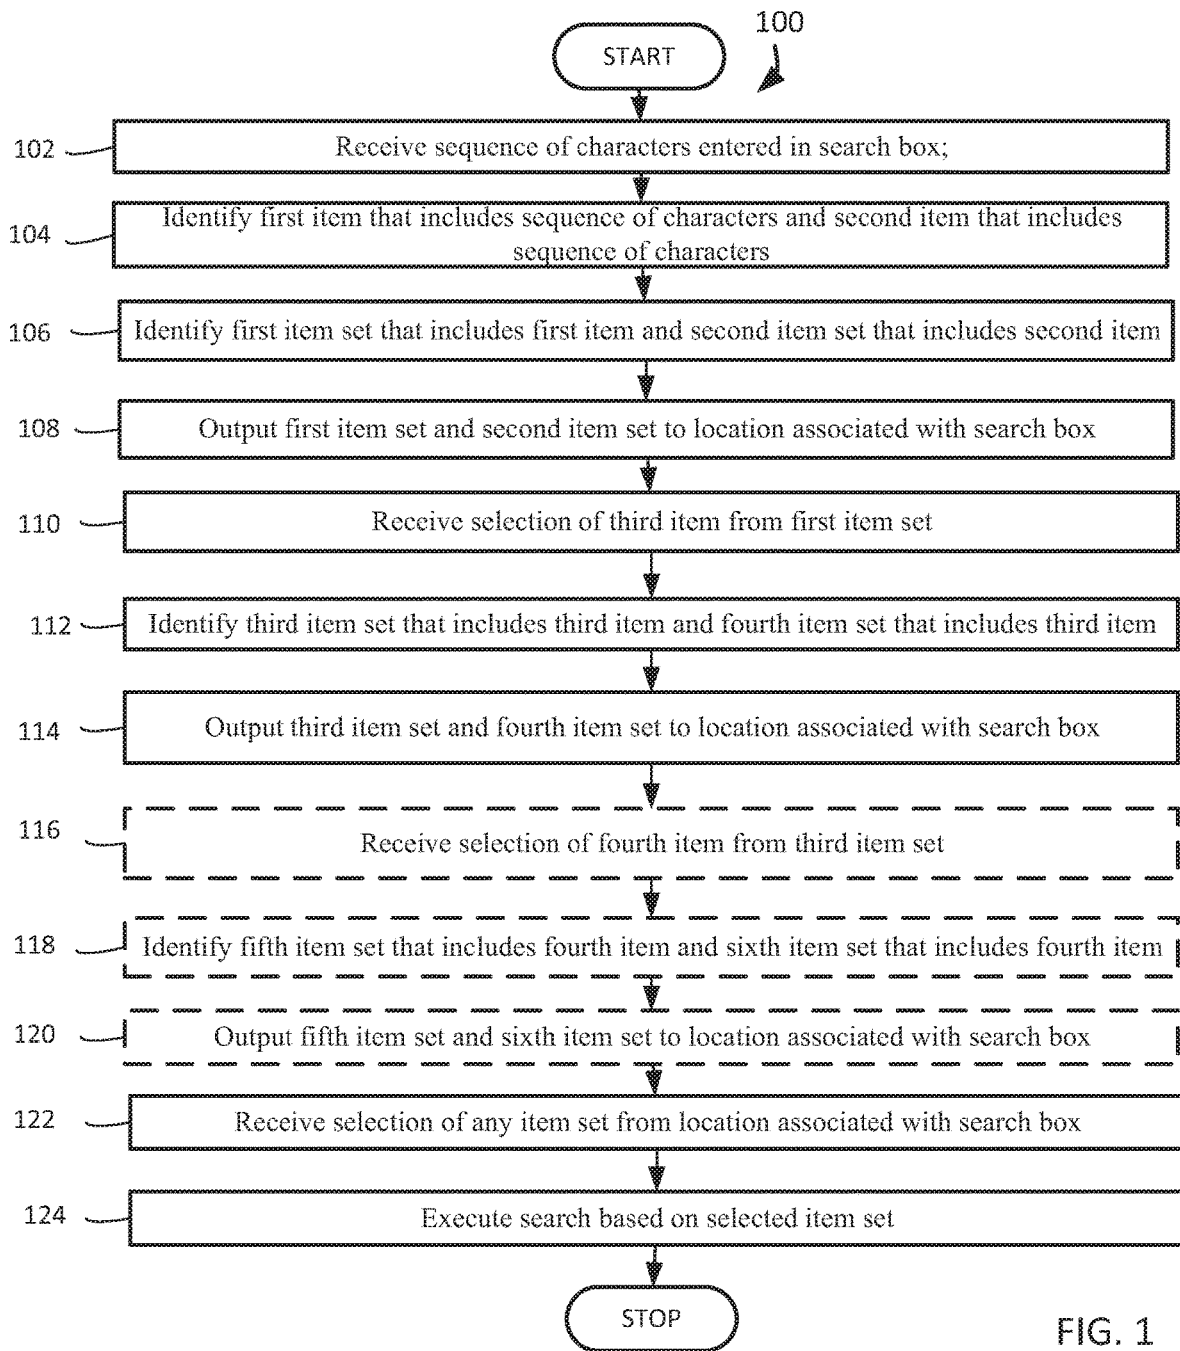 100
START
102
Receive sequence of characters entered in search box;
104
Identify first item that includes sequence of characters and second item that includes
sequence of characters
106
Identify first item set that includes first item and second item set that includes second item
108
Output first item set and second item set to location associated with search box
110
Receive selection of third item from first item set
112
Identify third item set that includes third item and fourth item set that includes third item
114
Output third item set and fourth item set to location associated with search box
116
Receive selection of fourth item from third item set
118
Identify fifth item set that includes fourth item and sixth item set that includes fourth item
120
Output fifth item set and sixth item set to location associated with search box
122
Receive selection of any item set from location associated with search box
124
Execute search based on selected item set
STOP
FIG. 1